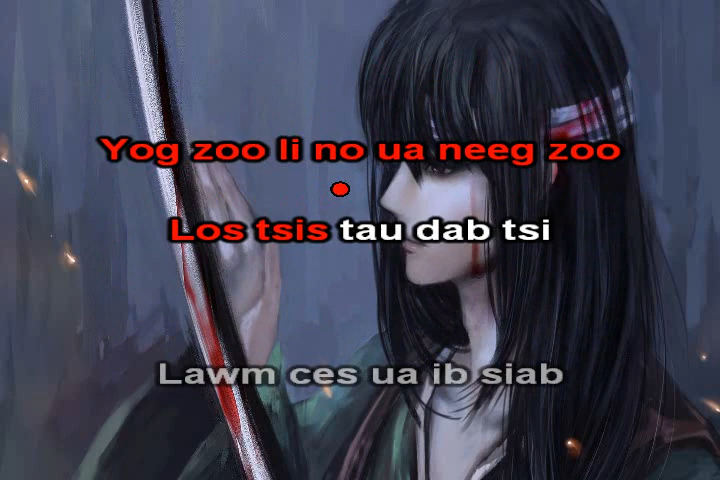 Yog zoo li no ua neeg zoo
Los tsis tau dab tsi
Lawm ces ua ib siab